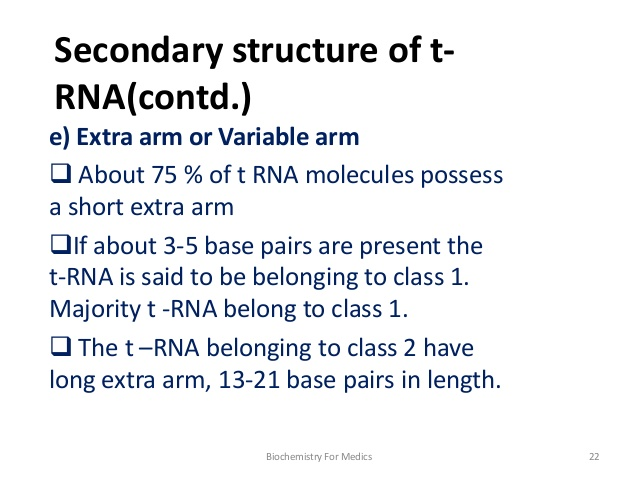 Secondary structure of t-
RNA(contd.)
e) Extra arm or Variable arm
❑ About 75 % of t RNA molecules possess
a short extra arm
❑If about 3-5 base pairs are present the
t-RNA is said to be belonging to class 1.
Majority t -RNA belong to class 1.
❑ The t –RNA belonging to class 2 have
long extra arm, 13-21 base pairs in length.
Biochemistry For Medics
22